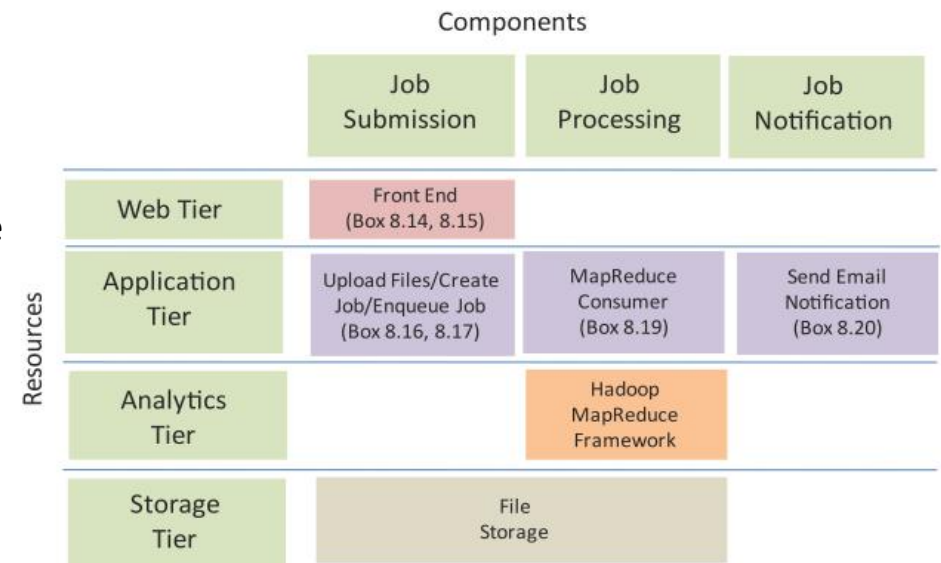 Components
Job
Submission
Job
Processing
Job
Notification
Resources
Web Tier
Front End
(Box 8.14, 8.15)
Application
Tier
Upload Files/Create
Job/Enqueue Job
(Box 8.16, 8.17)
MapReduce
Consumer
(Box 8.19)
Send Email
Notification
(Box 8.20)
Analytics
Tier
Hadoop
MapReduce
Framework
Storage
Tier
File
Storage